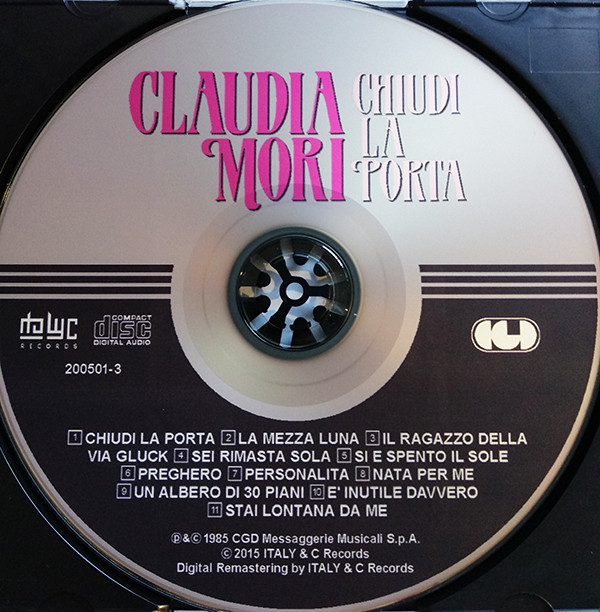 CLAUDIA
MORI
CHIUDI
LA
PORTA
RECORDS
COMPACT
disc
DIGITAL AUDIO
200501-3
1 CHIUDI LA PORTA 2 LA MEZZA LUNA 3 IL RAGAZZO DELLA
VIA GLUCK 4 SEI RIMASTA SOLA 5 SI E SPENTO IL SOLE
6 PREGHERO 7 PERSONALITA 8 NATA PER ME
9 UN ALBERO DI 30 PIANI 10 E' INUTILE DAVVERO
11 STAI LONTANA DA ME
℗&© 1985 CGD Messaggerie Musicali S.p.A.
© 2015 ITALY & C Records
Digital Remastering by ITALY & C Records